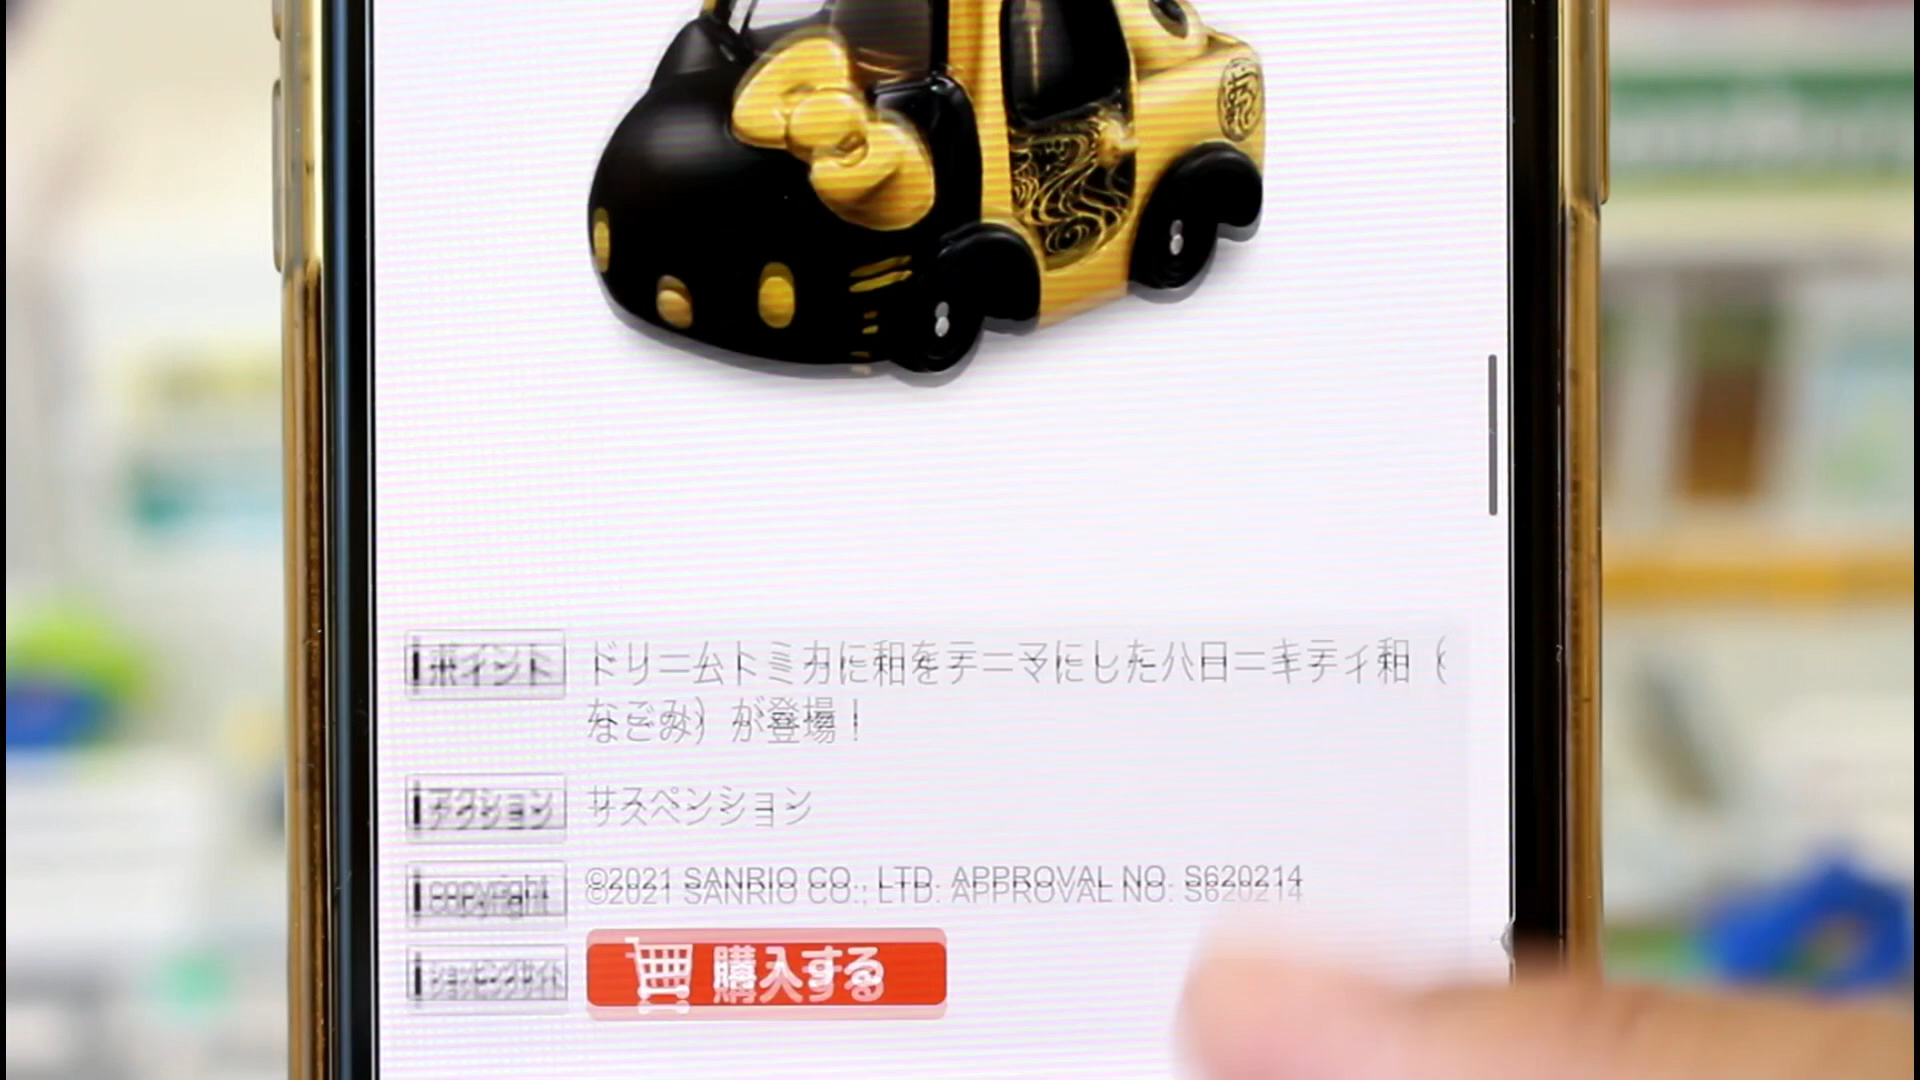 ポイント
ドリームトミカに和をテーマにしたハローキティ和（
なごみ）が登場！
アクション
サスペンション
copyright
©2021 SANRIO CO., LTD. APPROVAL NO. S620214
ショッピングサイト
購入する